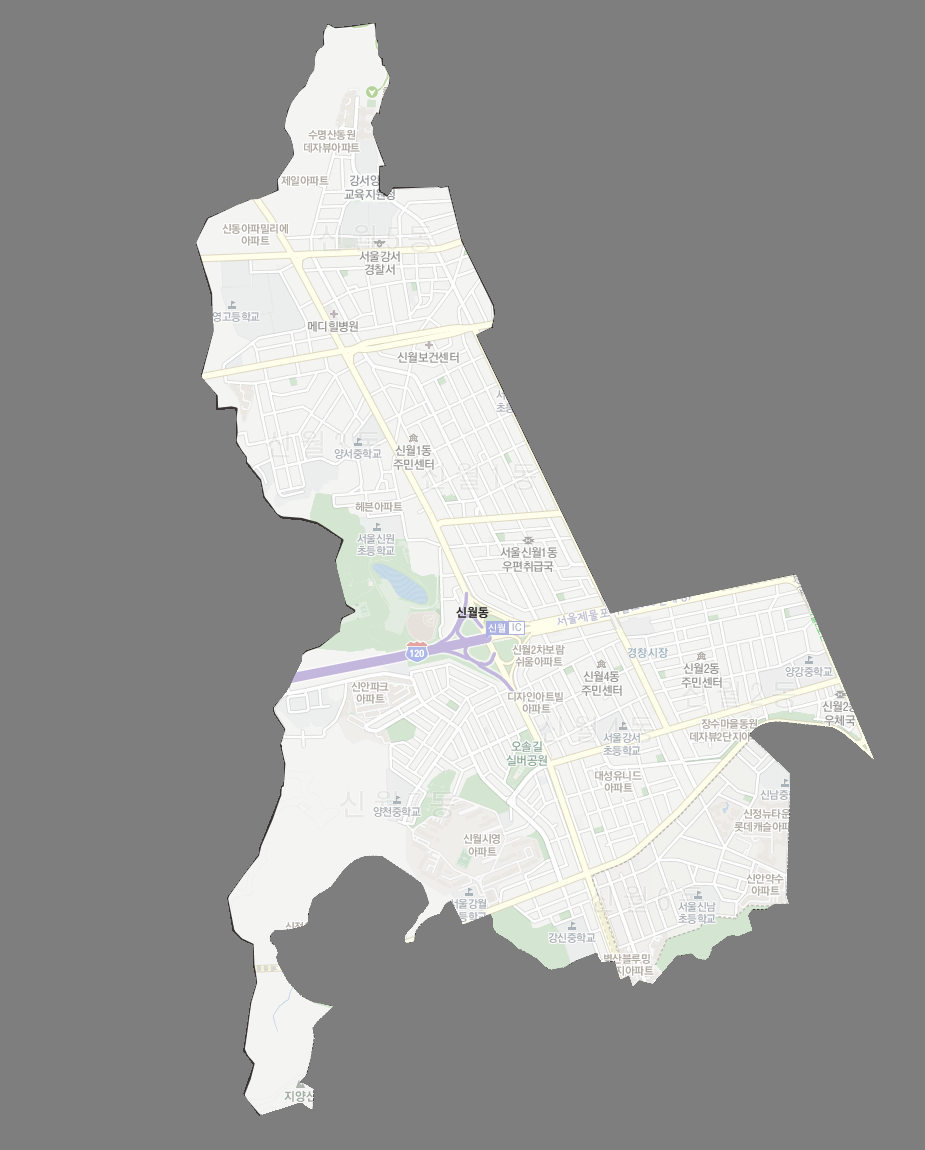 수명산동원
데자뷰아파트
제일아파트
강서양
교육지원청
신동아파밀리에
아파트
신월5동
서울강서
경찰서
영고등학교
메디힐병원
신월보건센터
초등
양서중학교
신월1동
주민센터
신월1동
헤븐아파트
서울신원
초등학교
서울신월1동
우편취급국
신월동
신월 IC
서울제물포
120
신월2차보람
쉬움아파트
경창시장
신월4동
주민센터
신월2동
주민센터
양강중학교
신안파크
아파트
디자인아트빌
아파트
신월2동
우체국
신월4동
장수마을동원
데자뷰2단지아
서울강서
초등학교
오솔길
실버공원
대성유니드
아파트
신남중
양천중학교
신정뉴타운
롯데캐슬아파
신월시영
아파트
신안약수
아파트
서울강월
초등학교
서울신남
초등학교
강신중학교
벽산블루밍
지아파트
지양산